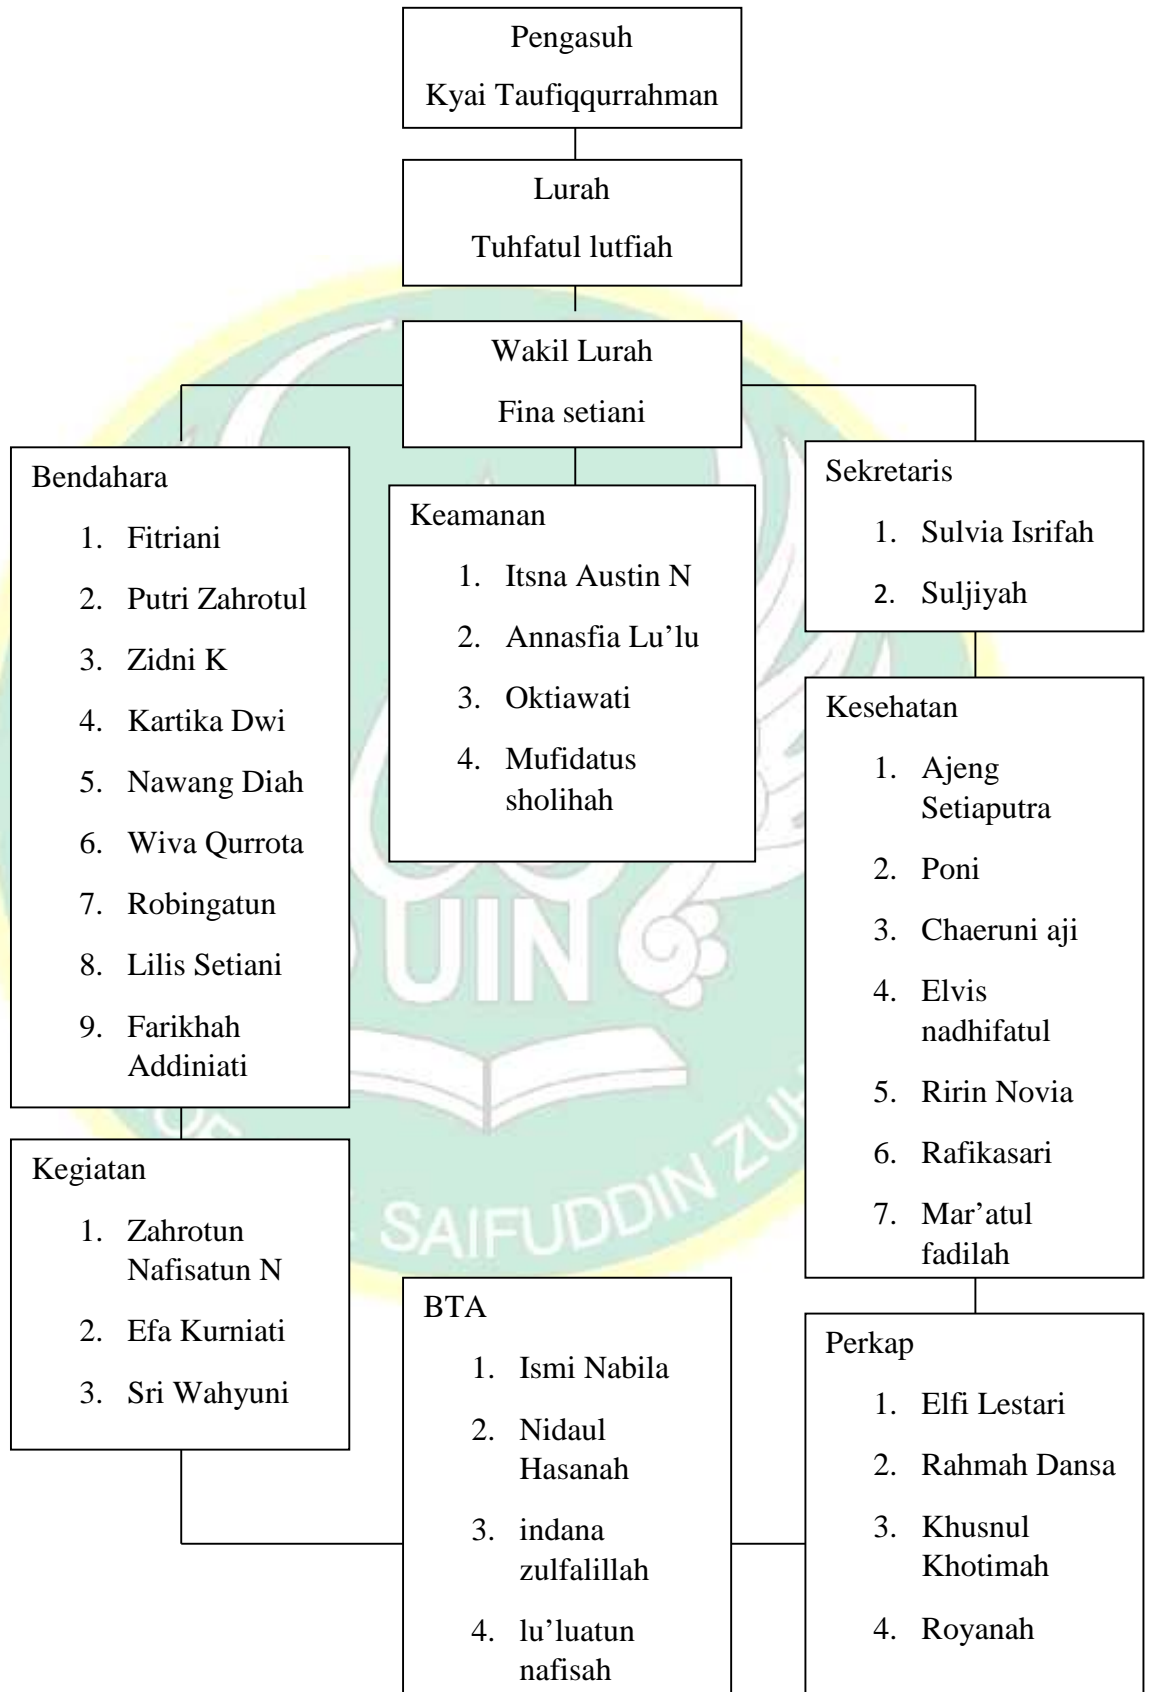 Pengasuh
Kyai Taufiqqurrahman
Lurah
Tuhfatul lutfiah
Wakil Lurah
Fina setiani
Bendahara
1. Fitriani
2. Putri Zahrotul
3. Zidni K
4. Kartika Dwi
5. Nawang Diah
6. Wiva Qurrota
7. Robingatun
8. Lilis Setiani
9. Farikhah
Addiniati
Keamanan
1. Itsna Austin N
2. Annasfia Lu’lu
3. Oktiawati
4. Mufidatus
sholihah
Sekretaris
1. Sulvia Isrifah
2. Suljiyah
Kesehatan
1. Ajeng
Setiaputra
2. Poni
3. Chaeruni aji
4. Elvis
nadhifatul
5. Ririn Novia
6. Rafikasari
7. Mar’atul
fadilah
Kegiatan
1. Zahrotun
Nafisatun N
2. Efa Kurniati
3. Sri Wahyuni
BTA
1. Ismi Nabila
2. Nidaul
Hasanah
3. indana
zulfalillah
4. lu’luatun
nafisah
Perkap
1. Elfi Lestari
2. Rahmah Dansa
3. Khusnul
Khotimah
4. Royanah
UIN
SAIFUDDIN ZUH